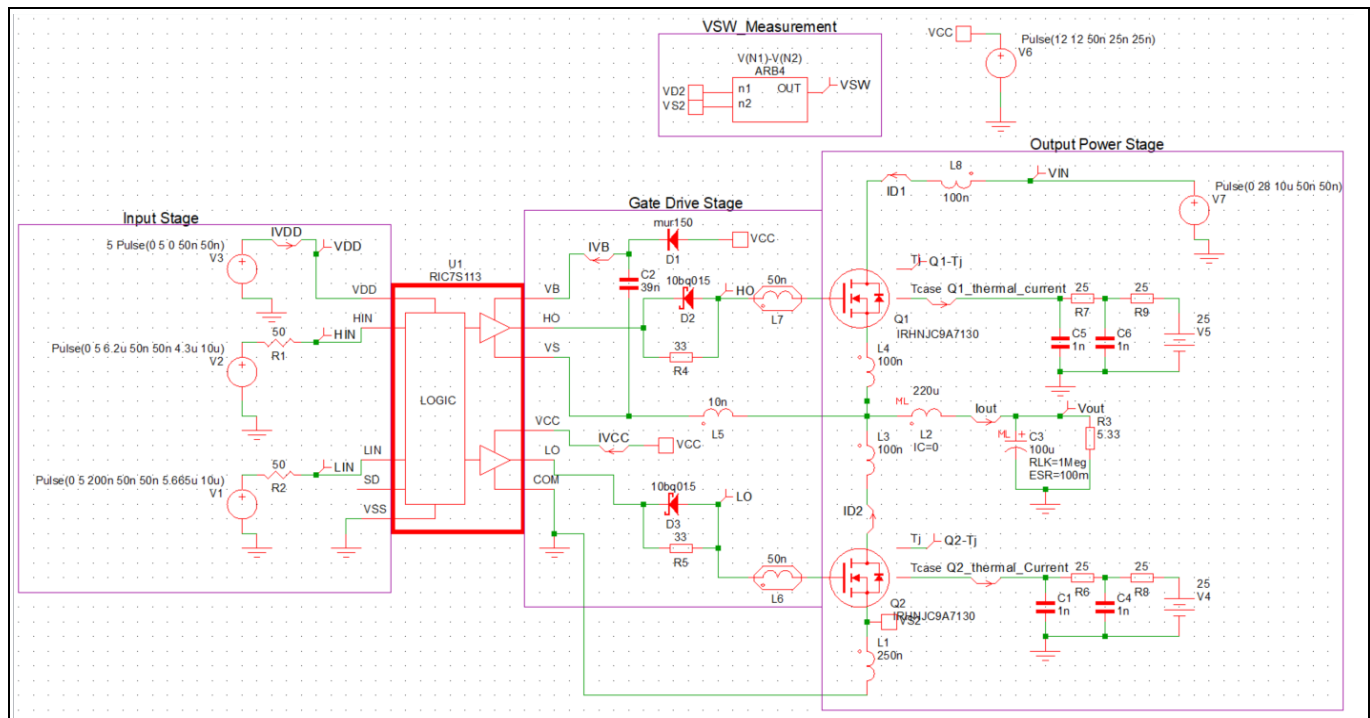 VSW_Measurement
V(N1)-V(N2)
ARB4
VD2
VS2
n1
n2
OUT
VSW
VCC
Pulse(12 12 50n 25n 25n)
V6
Output Power Stage
L8
100n
ID1
VIN
Pulse(0 28 10u 50n 50n)
V7
Input Stage
5 Pulse(0 5 0 50n 50n)
V3
IVDD
VDD
VDD
HIN
Pulse(0 5 6.2u 50n 50n 4.3u 10u)
V2
50
R1
HIN
U1
RIC7S113
LOGIC
LIN
50
R2
LIN
SD
VSS
Pulse(0 5 200n 50n 50n 5.665u 10u)
V1
Gate Drive Stage
mur150
D1
VCC
IVB
VB
C2
39n
10bq015
D2
HO
HO
33
R4
50n
L7
VS
VCC
IVCC
VCC
LO
COM
10n
L5
10bq015
D3
LO
33
R5
50n
L6
Tj
Q1-Tj
Tcase
Q1_thermal_current
Q1
IRHNJC9A7130
25
R7
25
R9
C5
1n
C6
1n
25
V5
L4
100n
220u
ML
L2
IC=0
Iout
Vout
R3
5.33
ML
C3
100u
RLK=1Meg
ESR=100m
L3
100n
ID2
Tj
Q2-Tj
Tcase
Q2_thermal_Current
Q2
IRHNJC9A7130
VS2
L1
250n
25
R6
25
R8
C1
1n
C4
1n
25
V4